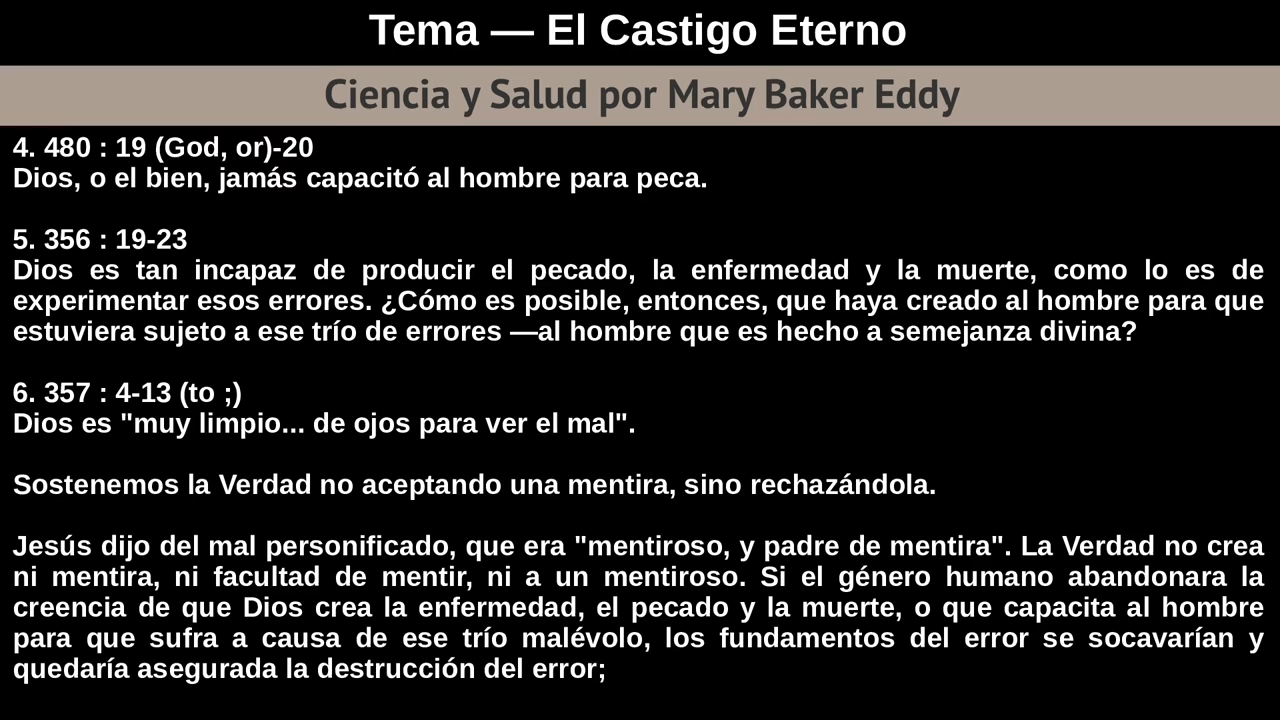 Tema — El Castigo Eterno
Ciencia y Salud por Mary Baker Eddy
4. 480 : 19 (God, or)-20
Dios, o el bien, jamás capacitó al hombre para peca.
5. 356 : 19-23
Dios es tan incapaz de producir el pecado, la enfermedad y la muerte, como lo es de
experimentar esos errores. ¿Cómo es posible, entonces, que haya creado al hombre para que
estuviera sujeto a ese trío de errores —al hombre que es hecho a semejanza divina?
6. 357 : 4-13 (to ;)
Dios es "muy limpio... de ojos para ver el mal".
Sostenemos la Verdad no aceptando una mentira, sino rechazándola.
Jesús dijo del mal personificado, que era "mentiroso, y padre de mentira". La Verdad no crea
ni mentira, ni facultad de mentir, ni a un mentiroso. Si el género humano abandonara la
creencia de que Dios crea la enfermedad, el pecado y la muerte, o que capacita al hombre
para que sufra a causa de ese trío malévolo, los fundamentos del error se socavarían y
quedaría asegurada la destrucción del error;